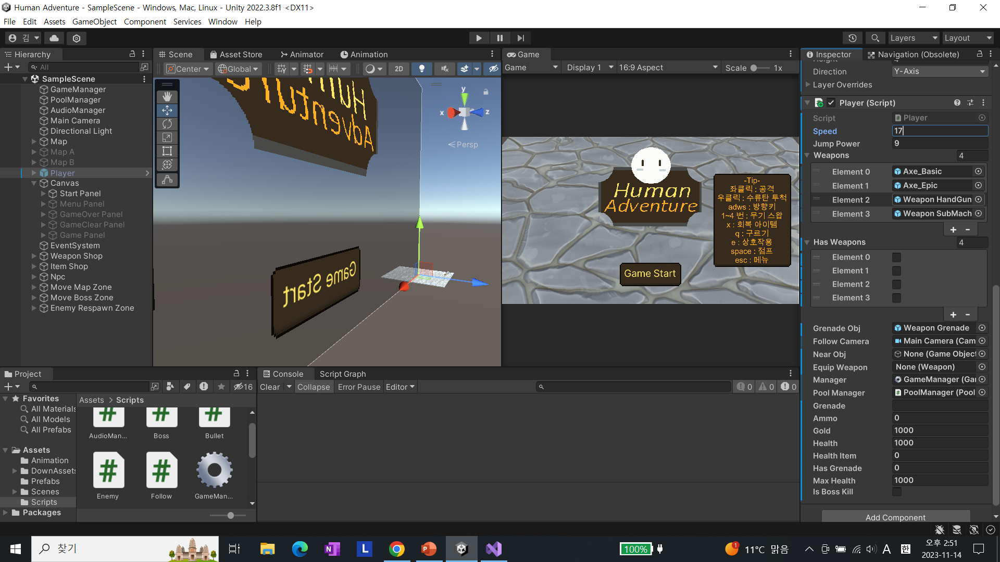 Human Adventure - SampleScene - Windows, Mac, Linux - Unity 2022.3.8f1 <DX11>
File Edit Assets GameObject Component Services Window Help
김
Layers
Layout
Hierarchy
All
SampleScene
GameManager
PoolManager
AudioManager
Main Camera
Directional Light
Map
Map A
Map B
Player
Canvas
Start Panel
Menu Panel
GameOver Panel
GameClear Panel
Game Panel
EventSystem
Weapon Shop
Item Shop
Npc
Move Map Zone
Move Boss Zone
Enemy Respawn Zone
Scene
Asset Store
Animator
Animation
Center
Global
2D
y
x
z
Persp
Hum
Adventure
Game Start
Game
Game
Display 1
16:9 Aspect
Scale
1x
Human
Adventure
-Tip-
좌클릭 : 공격
우클릭 : 수류탄 투척
adws : 방향키
1~4 번 : 무기 스왑
x : 회복 아이템
q : 구르기
e : 상호작용
space : 점프
esc : 메뉴
Game Start
Inspector
Navigation (Obsolete)
Height 4
Direction Y-Axis
Layer Overrides
Player (Script)
Script Player
Speed 17
Jump Power 9
Weapons 4
Element 0 Axe_Basic
Element 1 Axe_Epic
Element 2 Weapon HandGun
Element 3 Weapon SubMach
+ -
Has Weapons 4
Element 0
Element 1
Element 2
Element 3
+ -
Grenade Obj Weapon Grenade
Follow Camera Main Camera (Cam
Near Obj None (Game Object
Equip Weapon None (Weapon)
Manager GameManager (Gar
Pool Manager PoolManager (Pool
Grenade
Ammo 0
Gold 1000
Health 1000
Health Item 0
Has Grenade 0
Max Health 1000
Is Boss Kill
Add Component
Project
16
Favorites
All Materials
All Models
All Prefabs
Assets
Animation
DownAssets
Prefabs
Scenes
Scripts
Packages
Assets > Scripts
AudioMan...
Boss
Bullet
Enemy
Follow
GameMan...
Console
Script Graph
Clear
Collapse
Error Pause
Editor
0
0
0
찾기
L
100%
1
11°C 맑음
A
한
오후 2:51
2023-11-14